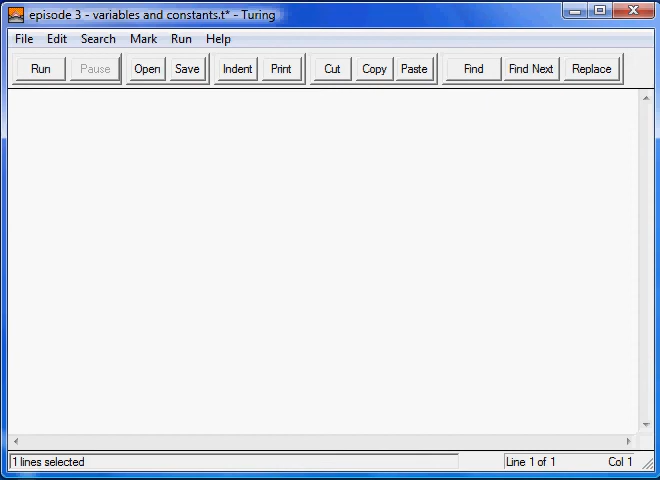 episode 3 - variables and constants.t* - Turing
File Edit Search Mark Run Help
Run Pause Open Save Indent Print Cut Copy Paste Find Find Next Replace
1 lines selected Line 1 of 1 Col 1